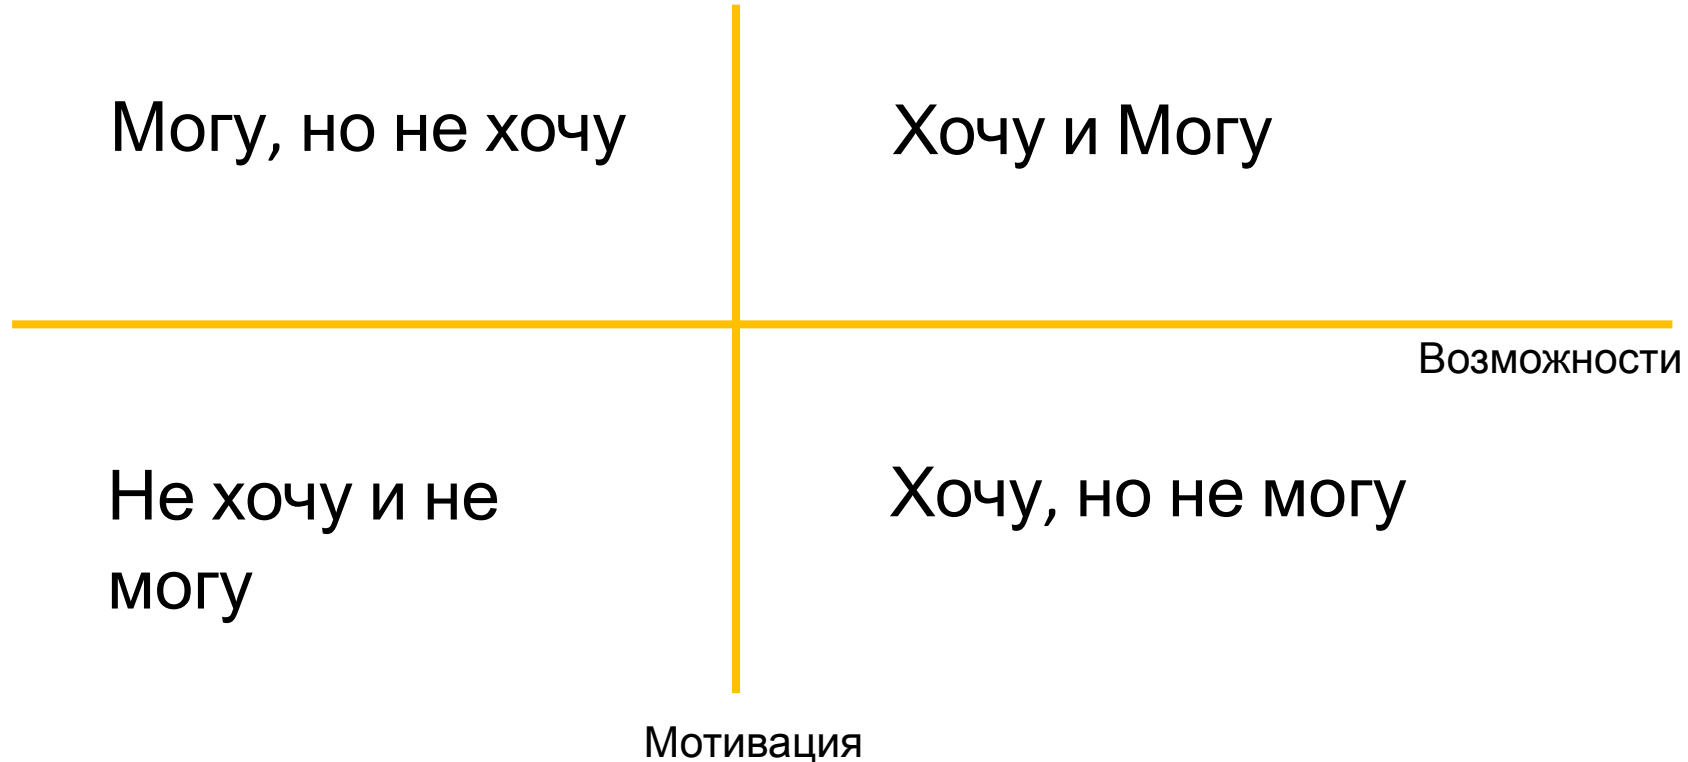 Могу, но не хочу
Хочу и Могу
Возможности
Не хочу и не
могу
Хочу, но не могу
Мотивация